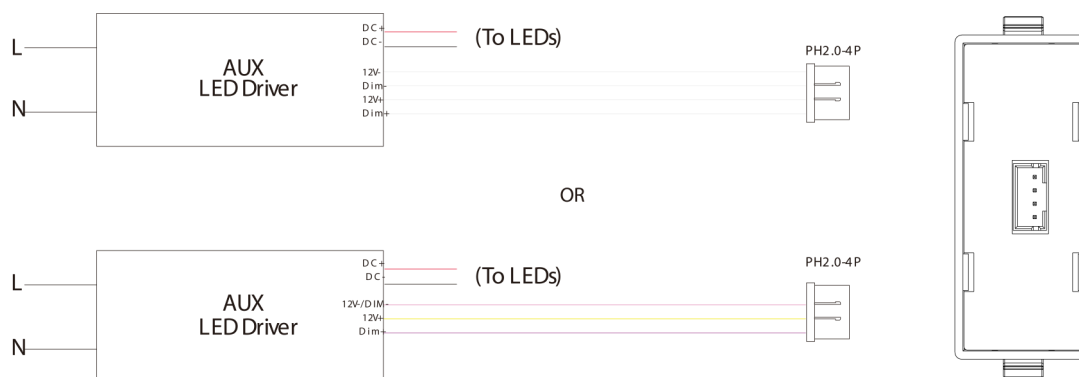 L
N
AUX
LED Driver
DC+
DC-
(To LEDs)
12V-
Dim-
12V+
Dim+
PH2.0-4P
OR
L
N
AUX
LED Driver
DC+
DC-
(To LEDs)
12V-/DIM-
12V+
Dim+
PH2.0-4P